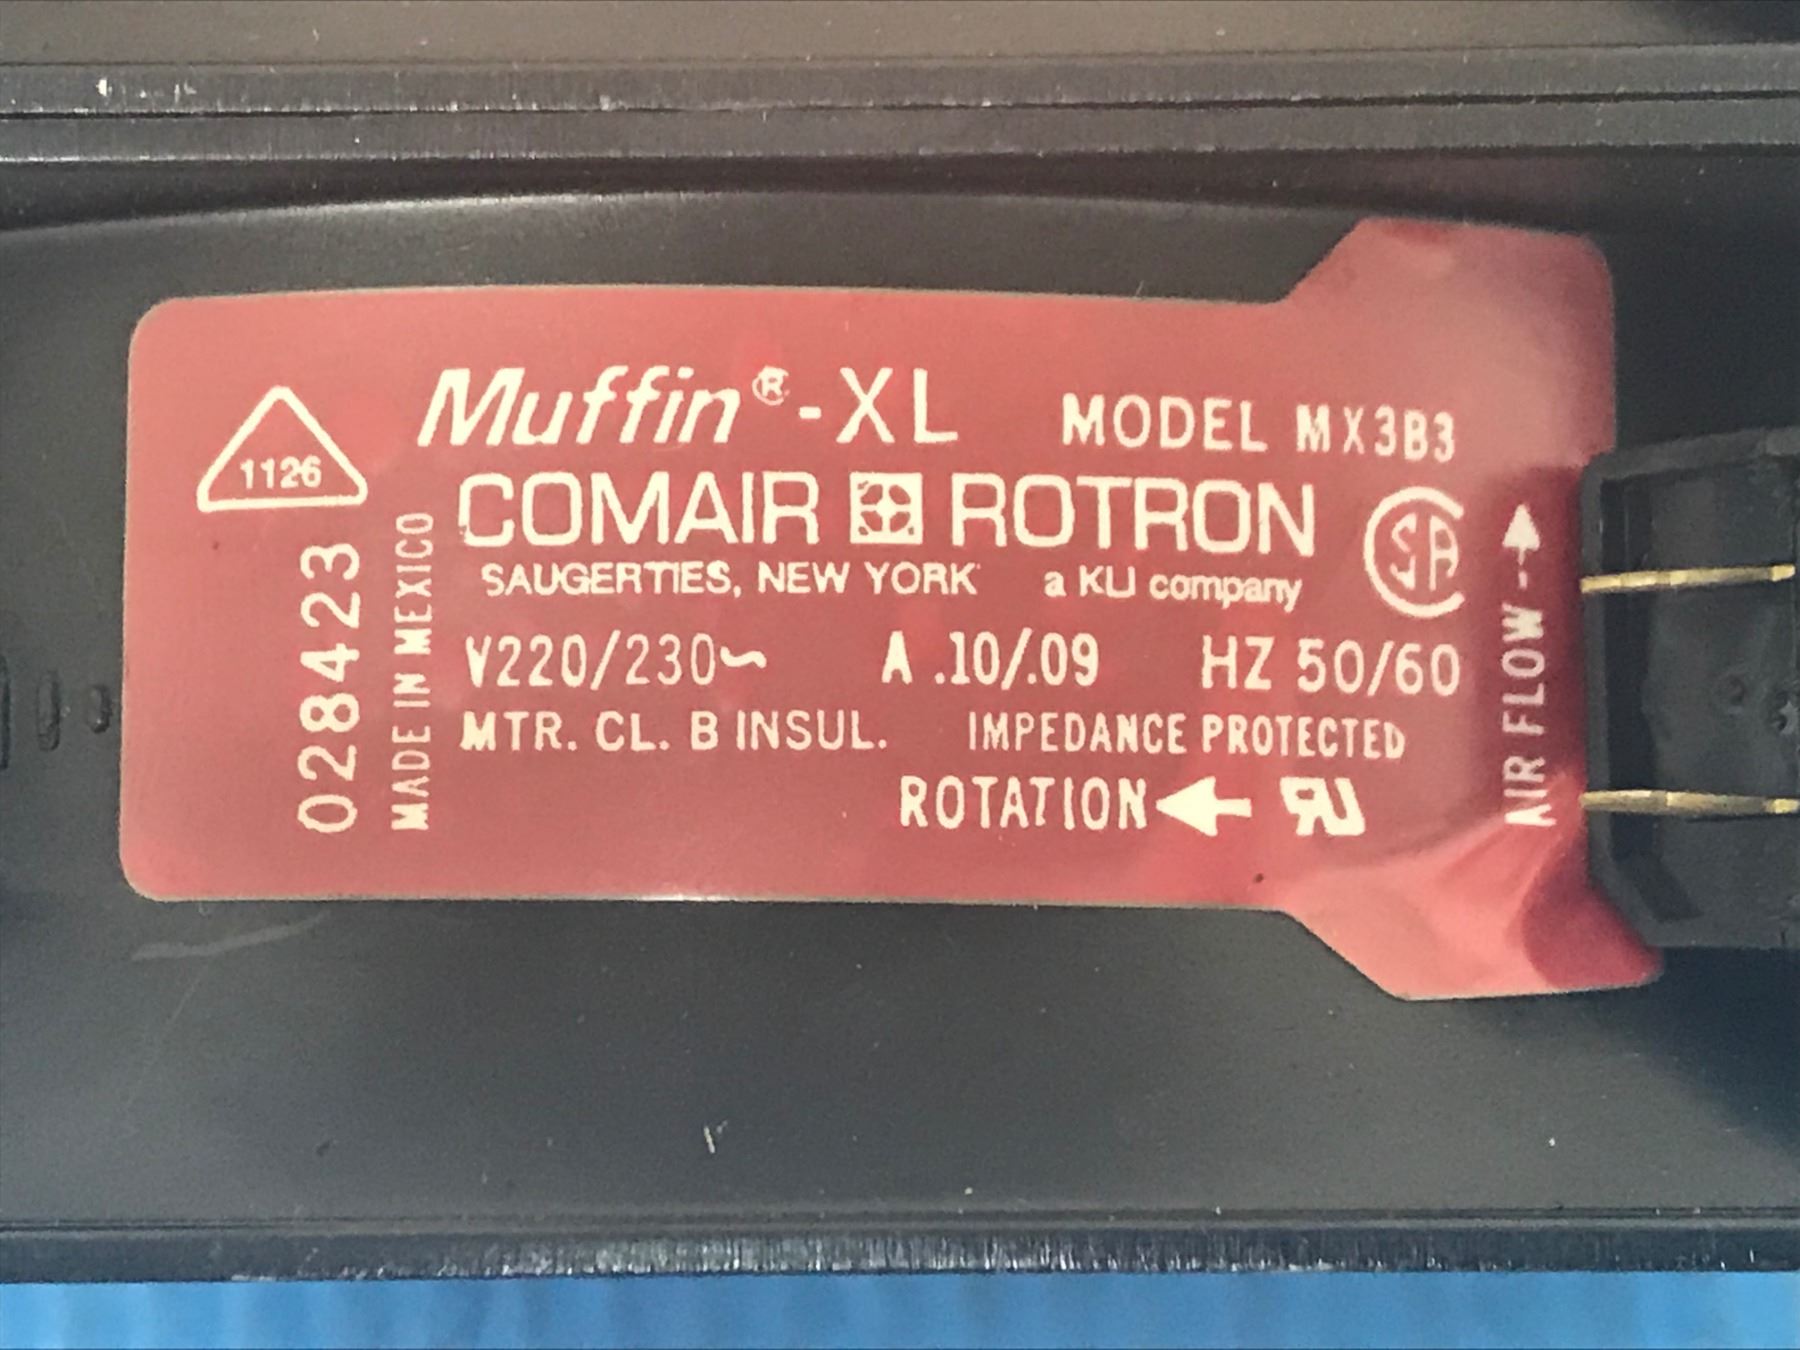 Muffin®-XL MODEL MX3B3
1126
COMAIR ROTRON
SAUGERTIES, NEW YORK a KLI company
V220/230~ A .10/.09 HZ 50/60
MTR. CL. B INSUL. IMPEDANCE PROTECTED
ROTATION
028423
MADE IN MEXICO
AIR FLOW